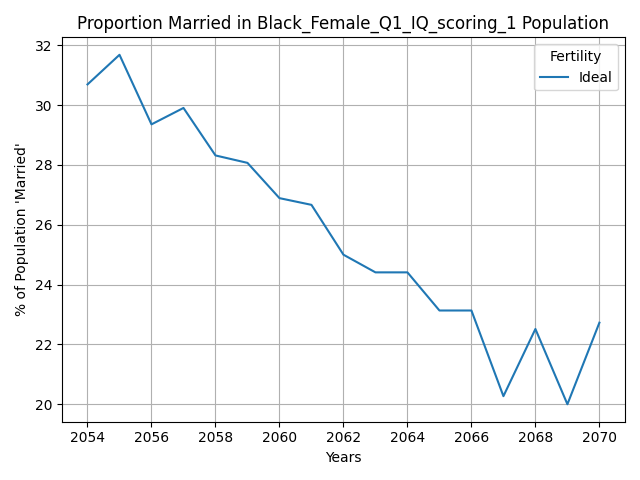 Proportion Married in Black_Female_Q1_IQ_scoring_1 Population
Fertility
Ideal
% of Population 'Married'
32
30
28
26
24
22
20
2054 2056 2058 2060 2062 2064 2066 2068 2070
Years